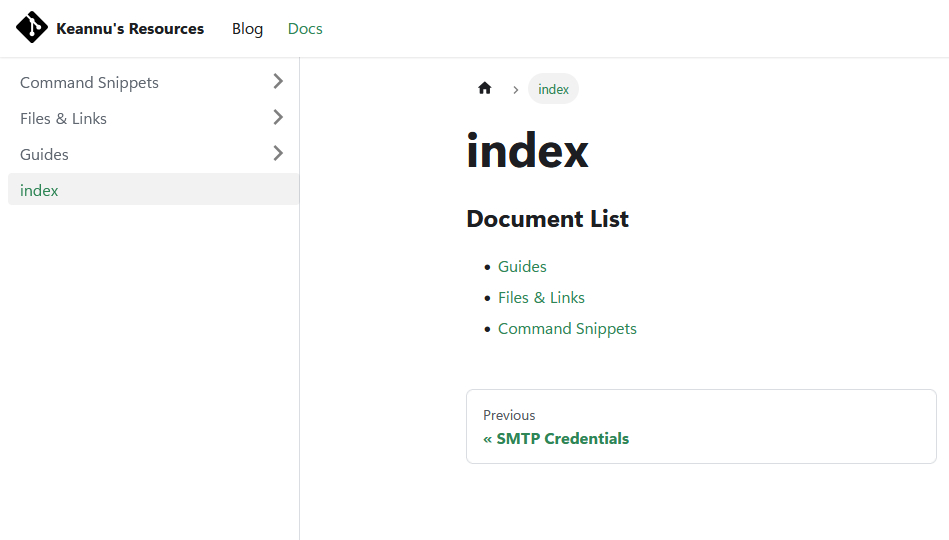 Keannu's Resources Blog Docs
Command Snippets
Files & Links
Guides
index
index
index
Document List
Guides
Files & Links
Command Snippets
Previous
« SMTP Credentials